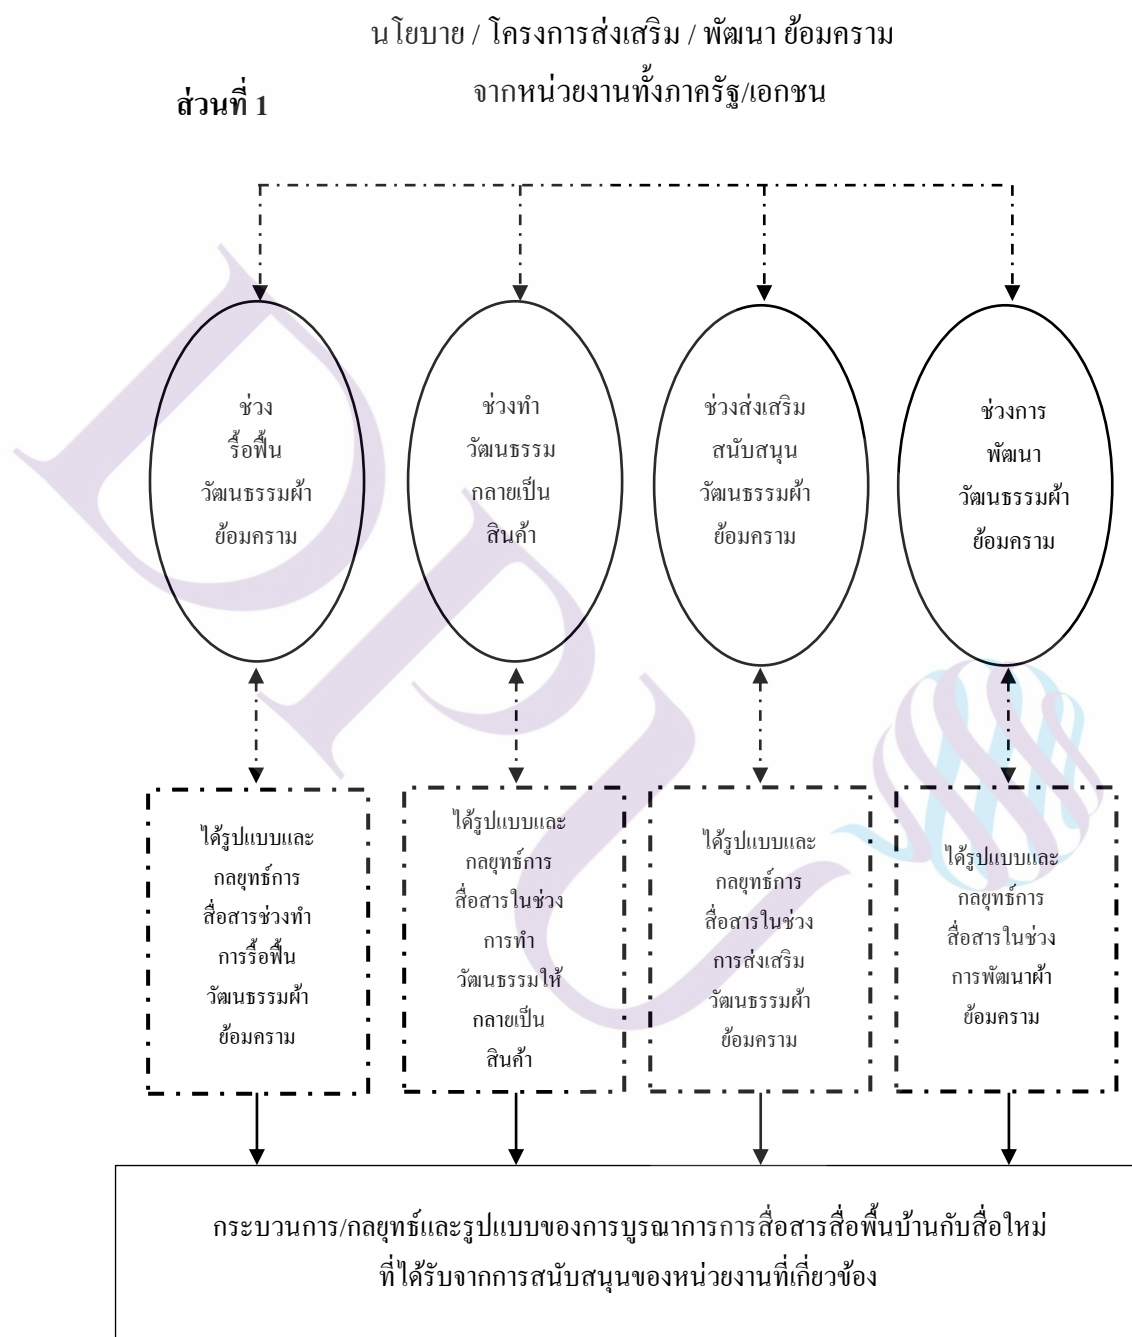 นโยบาย / โครงการส่งเสริม / พัฒนา ย้อมคราม
จากหน่วยงานทั้งภาครัฐ/เอกชน
ส่วนที่ 1
ช่วง
รื้อฟื้น
วัฒนธรรมผ้า
ย้อมคราม
ช่วงทำ
วัฒนธรรม
กลายเป็น
สินค้า
ช่วงส่งเสริม
สนับสนุน
วัฒนธรรมผ้า
ย้อมคราม
ช่วงการ
พัฒนา
วัฒนธรรมผ้า
ย้อมคราม
ได้รูปแบบและ
กลยุทธ์การ
สื่อสารช่วงทำ
การรื้อฟื้น
วัฒนธรรมผ้า
ย้อมคราม
ได้รูปแบบและ
กลยุทธ์การ
สื่อสารในช่วง
การทำ
วัฒนธรรมให้
กลายเป็น
สินค้า
ได้รูปแบบและ
กลยุทธ์การ
สื่อสารในช่วง
การส่งเสริม
วัฒนธรรมผ้า
ย้อมคราม
ได้รูปแบบและ
กลยุทธ์การ
สื่อสารในช่วง
การพัฒนาผ้า
ย้อมคราม
กระบวนการ/กลยุทธ์และรูปแบบของการบูรณาการการสื่อสารสื่อพื้นบ้านกับสื่อใหม่
ที่ได้รับจากการสนับสนุนของหน่วยงานที่เกี่ยวข้อง
DPU